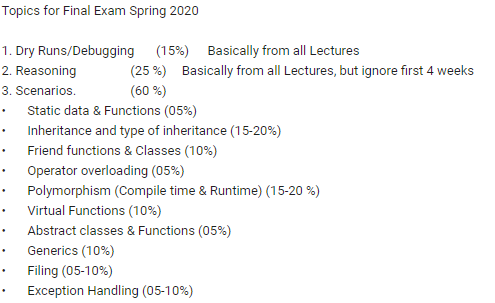 Topics for Final Exam Spring 2020
1. Dry Runs/Debugging (15%) Basically from all Lectures
2. Reasoning (25 %) Basically from all Lectures, but ignore first 4 weeks
3. Scenarios. (60 %)
• Static data & Functions (05%)
• Inheritance and type of inheritance (15-20%)
• Friend functions & Classes (10%)
• Operator overloading (05%)
• Polymorphism (Compile time & Runtime) (15-20 %)
• Virtual Functions (10%)
• Abstract classes & Functions (05%)
• Generics (10%)
• Filing (05-10%)
• Exception Handling (05-10%)